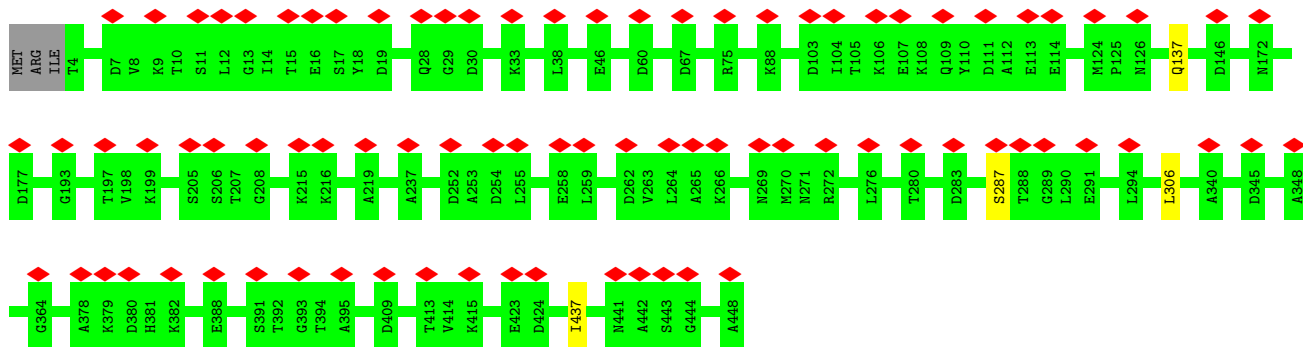 MET ARG ILE T4 D7 V8 K9 T10 S11 L12 G13 I14 T15 E16 S17 Y18 D19 Q28 G29 D30 K33 L38 E46 D60 D67 R75 K88 D103 I104 T105 K106 E107 K108 Q109 Y110 D111 A112 E113 E114 M124 P125 N126 Q137 D146 N172
D177 G193 T197 V198 K199 S205 S206 T207 G208 K215 K216 A219 A237 D252 A253 D254 L255 E258 L259 D262 V263 L264 A265 K266 N269 M270 N271 R272 L276 T280 D283 S287 T288 G289 L290 E291 L294 L306 A340 D345 A348
G364 A378 K379 D380 H381 K382 E388 S391 T392 G393 T394 A395 D409 T413 V414 K415 E423 D424 I437 N441 A442 S443 G444 A448